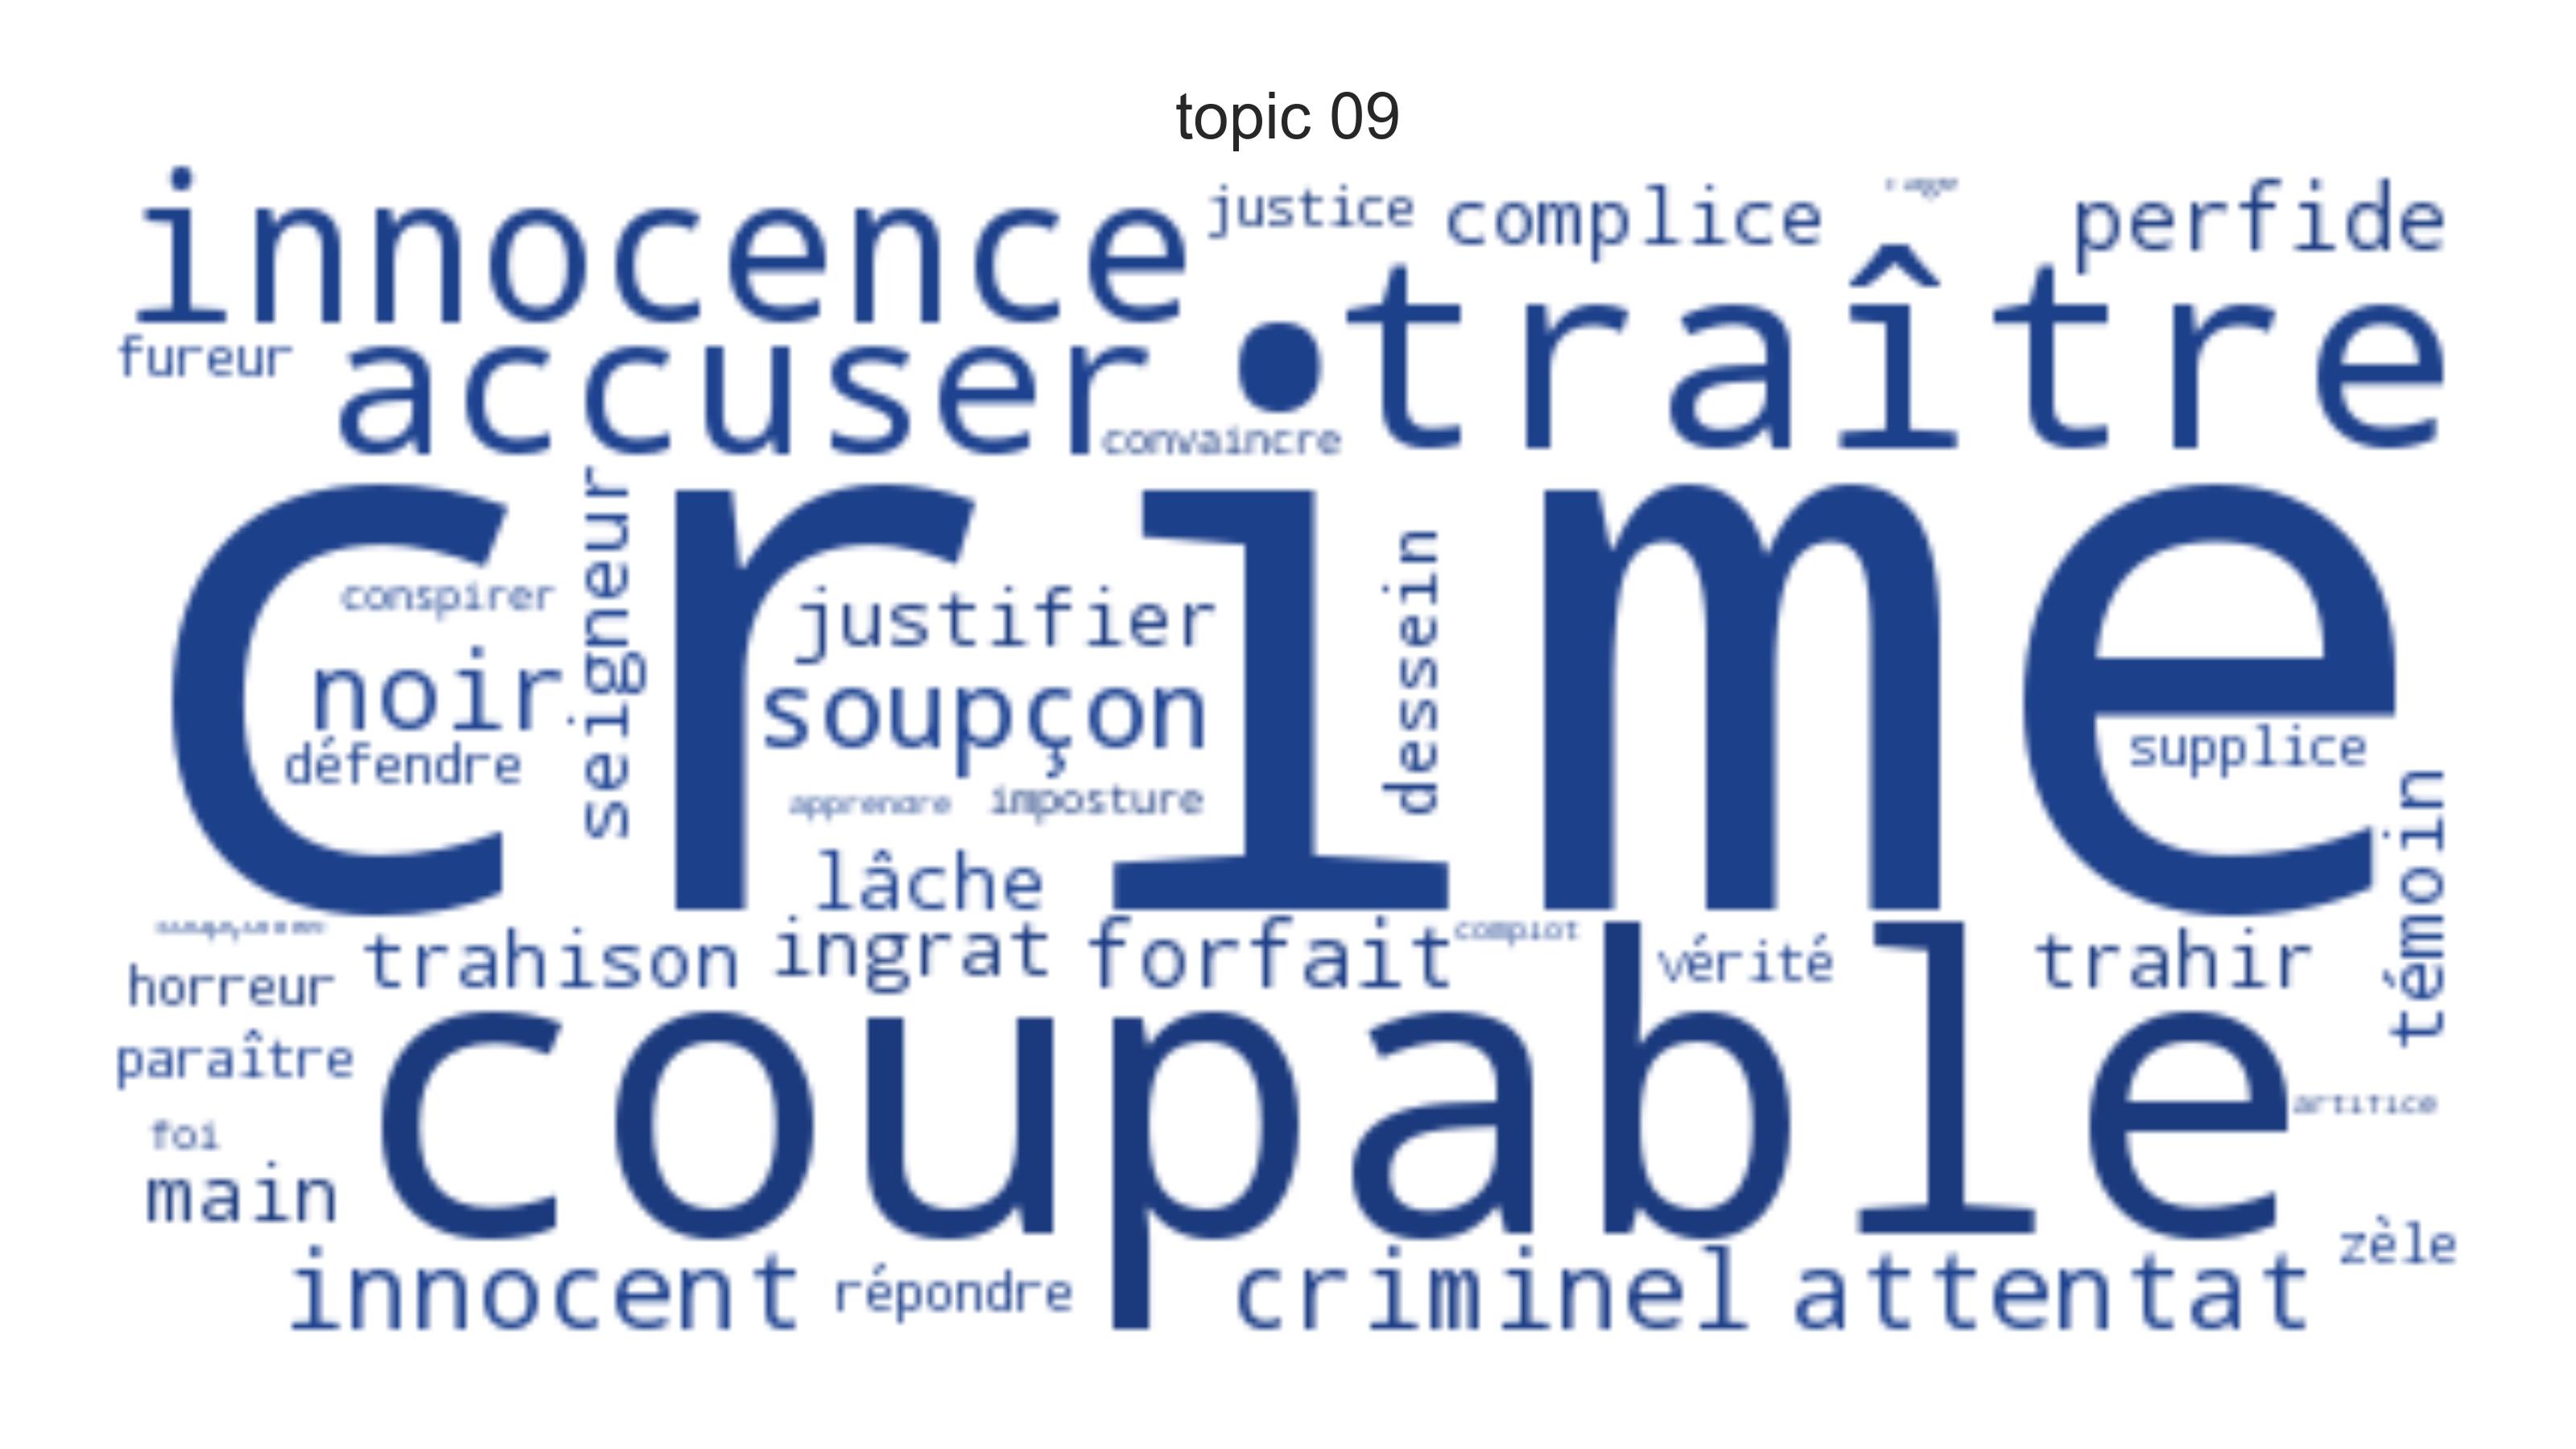 topic 09
innocence
justice
complice
perfide
traître
fureur
accuser
convaincre
crime
seigneur
conspirer
justifier
dessein
noir
soupçon
défendre
supplice
apprendre
imposture
témoin
lâche
trahison
ingrat
forfait
complot
vérité
trahir
horreur
coupable
paraître
artifice
foi
main
zèle
innocent
répondre
criminel
attentat